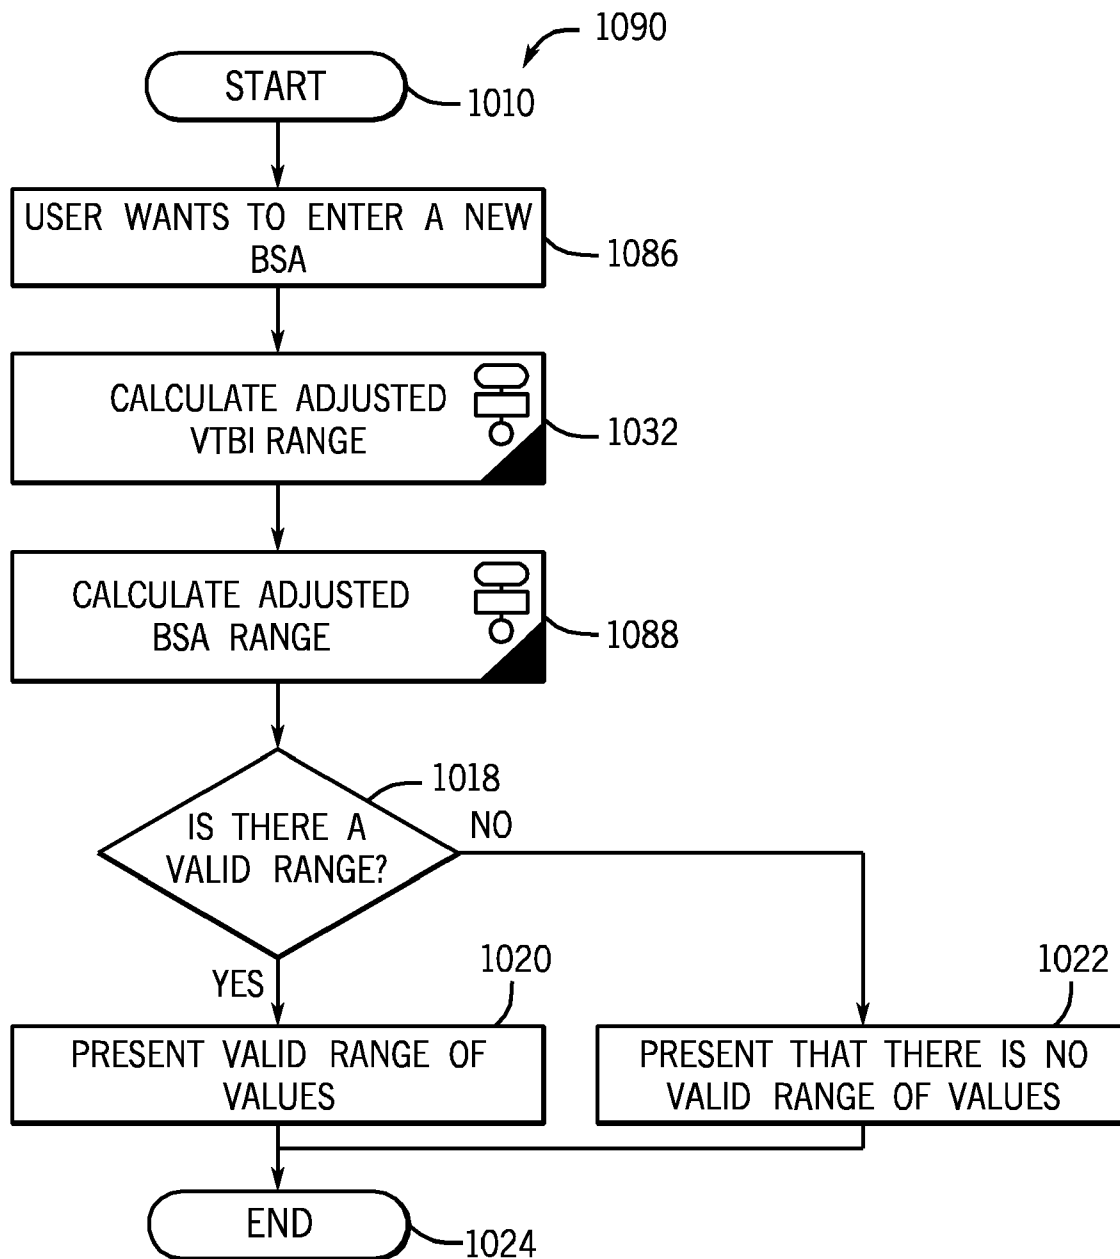 1090
START
1010
USER WANTS TO ENTER A NEW
BSA
1086
CALCULATE ADJUSTED
VTBI RANGE
1032
CALCULATE ADJUSTED
BSA RANGE
1088
1018
IS THERE A
VALID RANGE?
NO
YES
1020
1022
PRESENT VALID RANGE OF
VALUES
PRESENT THAT THERE IS NO
VALID RANGE OF VALUES
END
1024